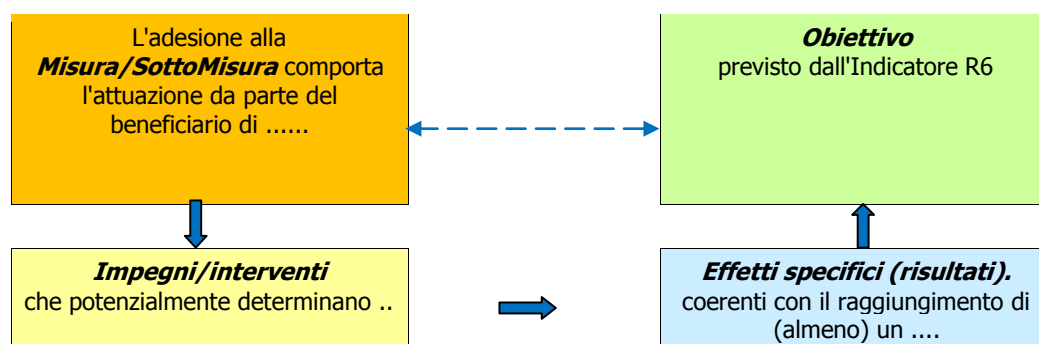 L'adesione alla
Misura/SottoMisura comporta
l'attuazione da parte del
beneficiario di ......
Obiettivo
previsto dall'Indicatore R6
Impegni/interventi
che potenzialmente determinano ..
Effetti specifici (risultati).
coerenti con il raggiungimento di
(almeno) un ....